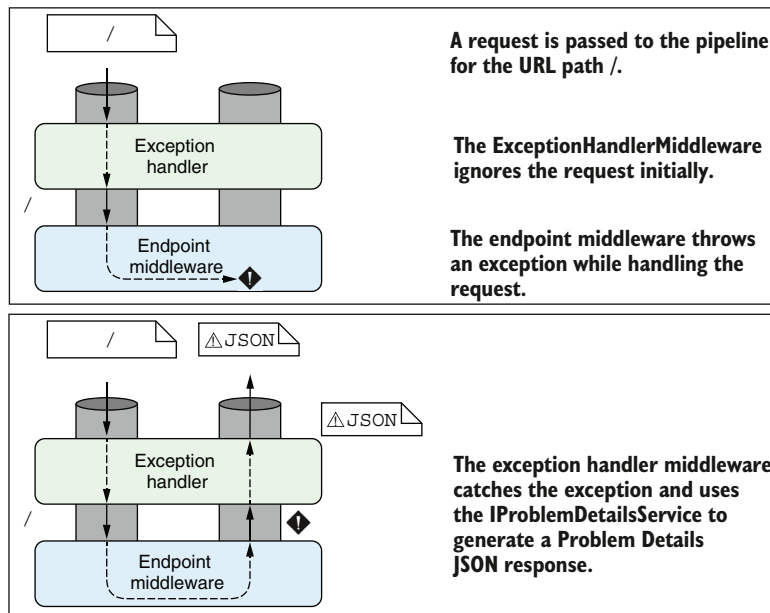 /
A request is passed to the pipeline
for the URL path /.
Exception
handler
The ExceptionHandlerMiddleware
ignores the request initially.
/
Endpoint
middleware
The endpoint middleware throws
an exception while handling the
request.
/
⚠JSON
⚠JSON
Exception
handler
The exception handler middleware
catches the exception and uses
the IProblemDetailsService to
generate a Problem Details
JSON response.
/
Endpoint
middleware